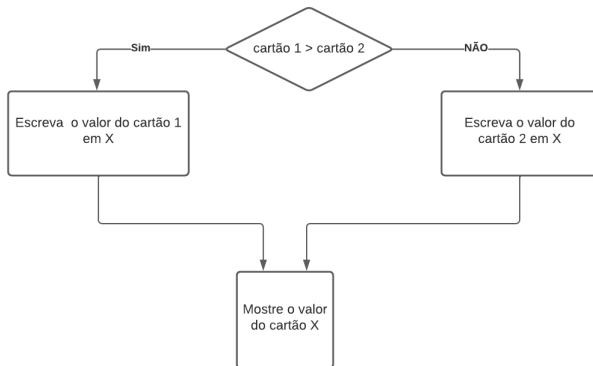 cartão 1 > cartão 2
Sim
NÃO
Escreva o valor do cartão 1
em X
Escreva o valor do
cartão 2 em X
Mostre o valor
do cartão X